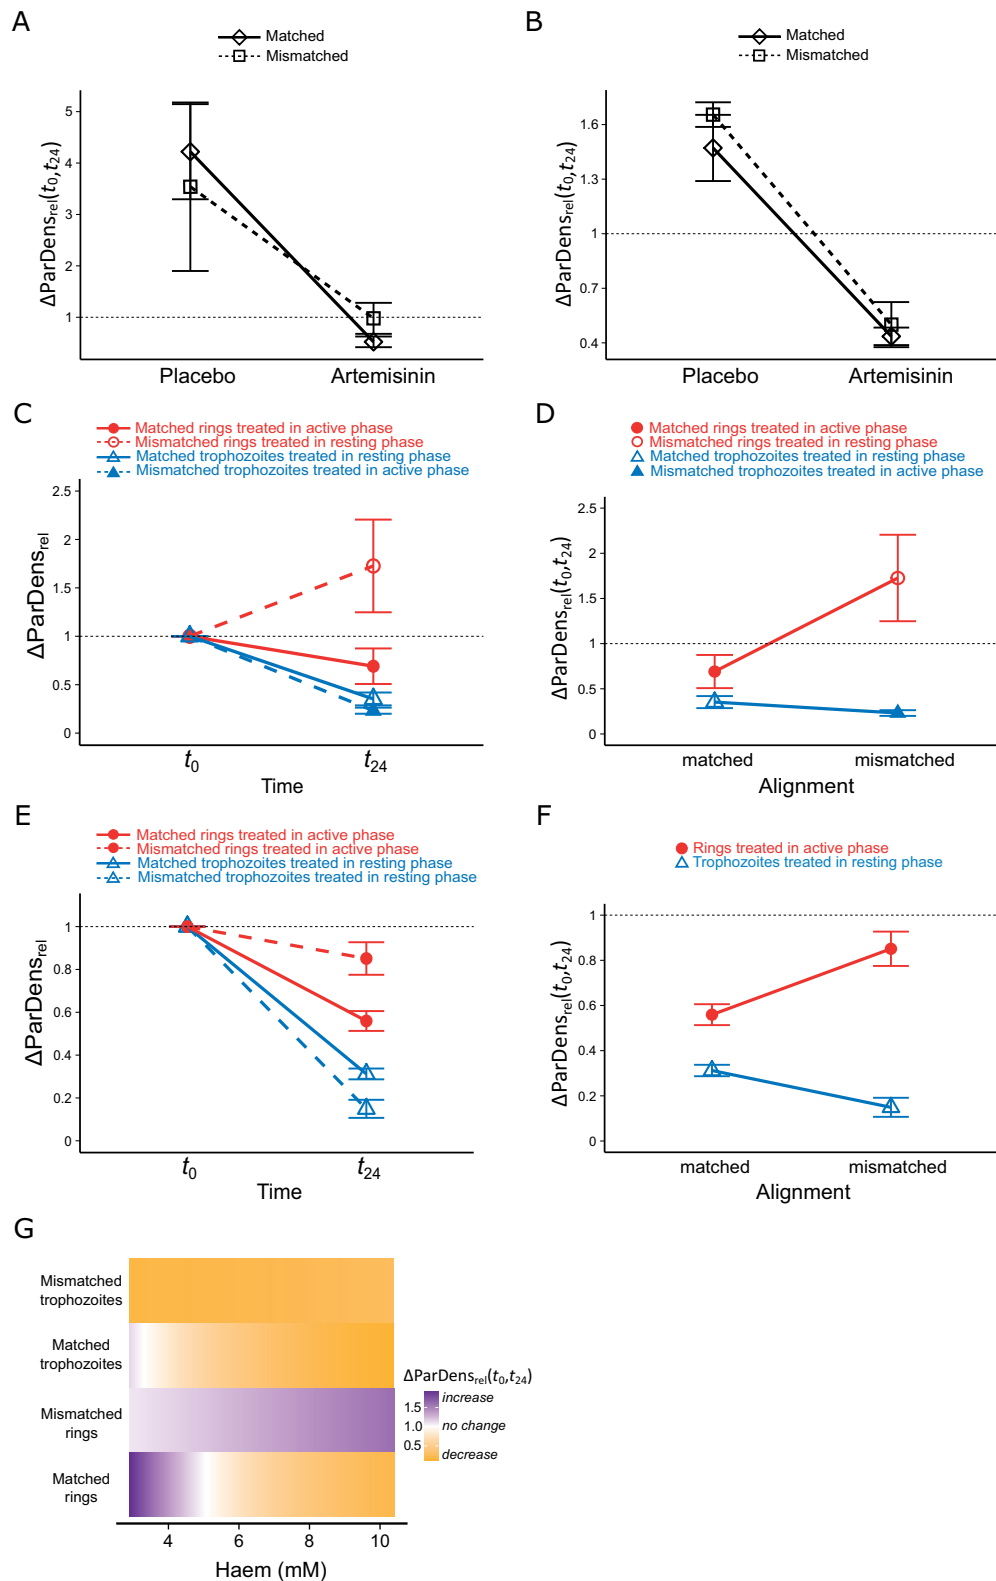 A
Matched
Mismatched
ΔParDensrel(t0,t24)
5
4
3
2
1
Placebo
Artemisinin
B
Matched
Mismatched
ΔParDensrel(t0,t24)
1.6
1.3
1
0.7
0.4
Placebo
Artemisinin
C
Matched rings treated in active phase
Mismatched rings treated in resting phase
Matched trophozoites treated in resting phase
Mismatched trophozoites treated in active phase
ΔParDensrel
2.5
2
1.5
1
0.5
0
t0
t24
Time
D
Matched rings treated in active phase
Mismatched rings treated in resting phase
Matched trophozoites treated in resting phase
Mismatched trophozoites treated in active phase
ΔParDensrel(t0,t24)
2.5
2
1.5
1
0.5
0
matched
mismatched
Alignment
E
Matched rings treated in active phase
Mismatched rings treated in active phase
Matched trophozoites treated in resting phase
Mismatched trophozoites treated in resting phase
ΔParDensrel
1
0.8
0.6
0.4
0.2
0
t0
t24
Time
F
Rings treated in active phase
Trophozoites treated in resting phase
ΔParDensrel(t0,t24)
1
0.8
0.6
0.4
0.2
0
matched
mismatched
Alignment
G
Mismatched
trophozoites
Matched
trophozoites
Mismatched
rings
Matched
rings
4
6
8
10
Haem (mM)
ΔParDensrel(t0,t24)
increase
1.5
1.0
no change
0.5
decrease